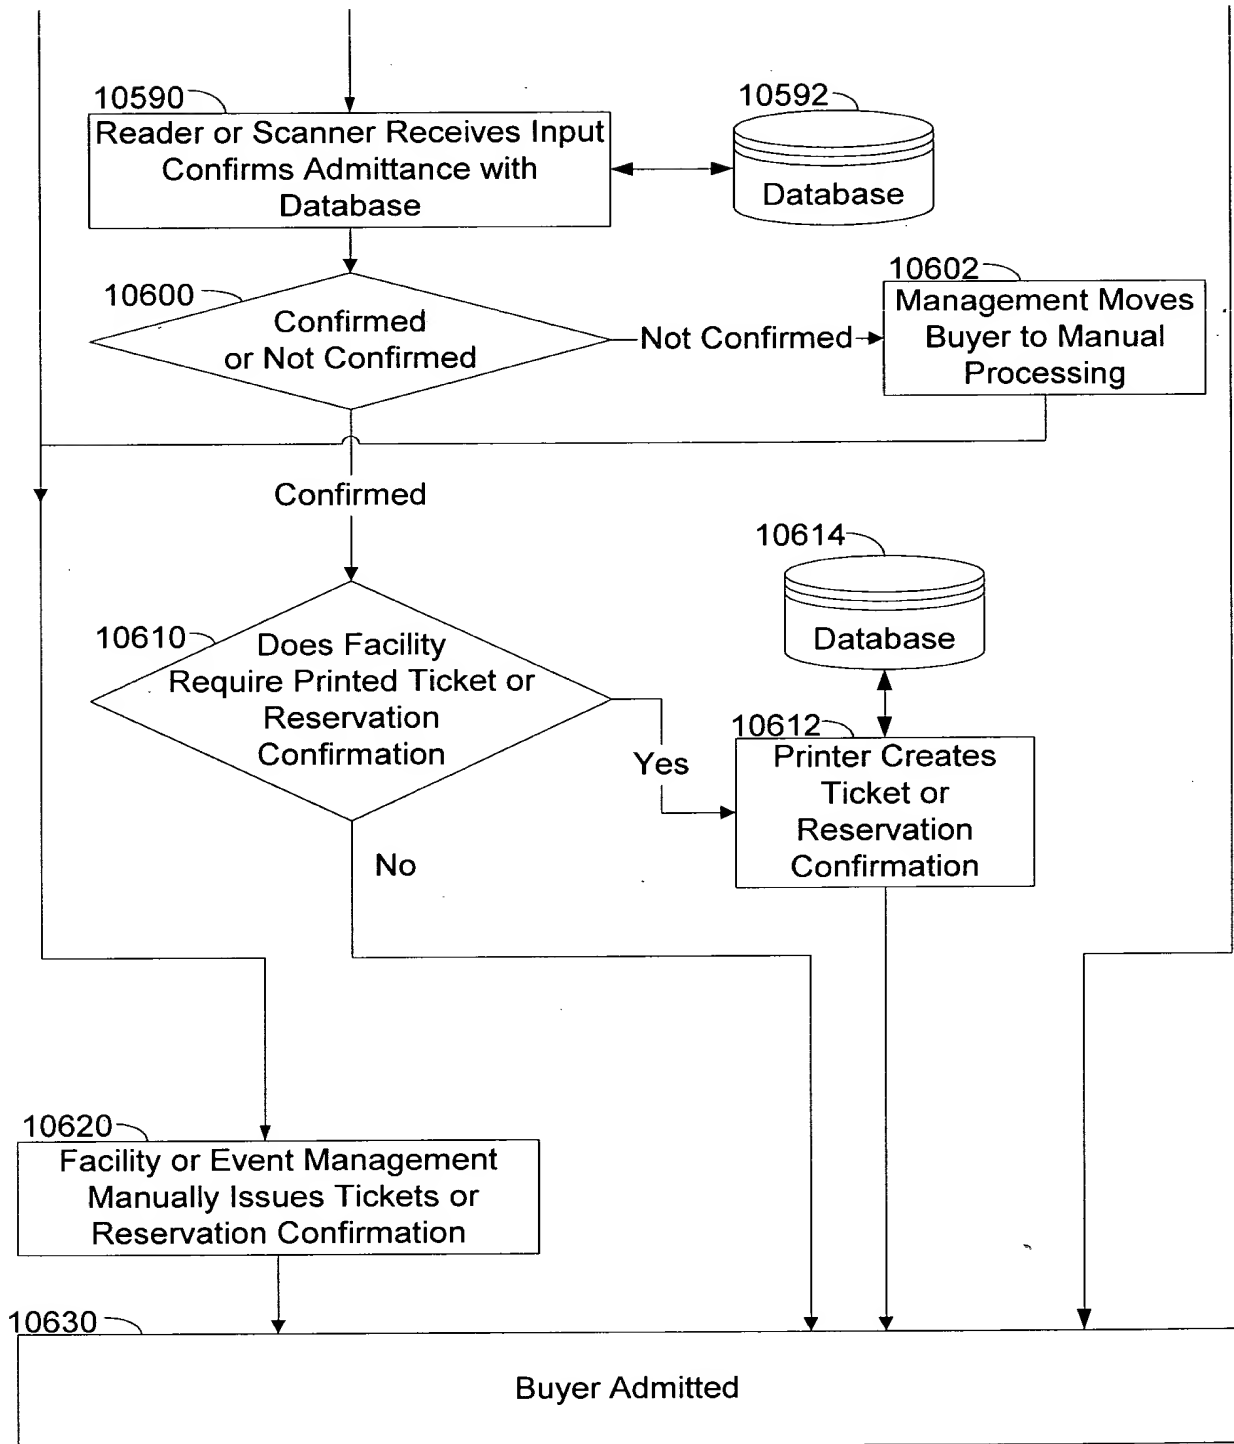 10590
Reader or Scanner Receives Input
Confirms Admittance with
Database
10592
Database
10600
Confirmed
or Not Confirmed
Not Confirmed
10602
Management Moves
Buyer to Manual
Processing
Confirmed
10610
Does Facility
Require Printed Ticket or
Reservation
Confirmation
10614
Database
Yes
10612
Printer Creates
Ticket or
Reservation
Confirmation
No
10620
Facility or Event Management
Manually Issues Tickets or
Reservation Confirmation
10630
Buyer Admitted